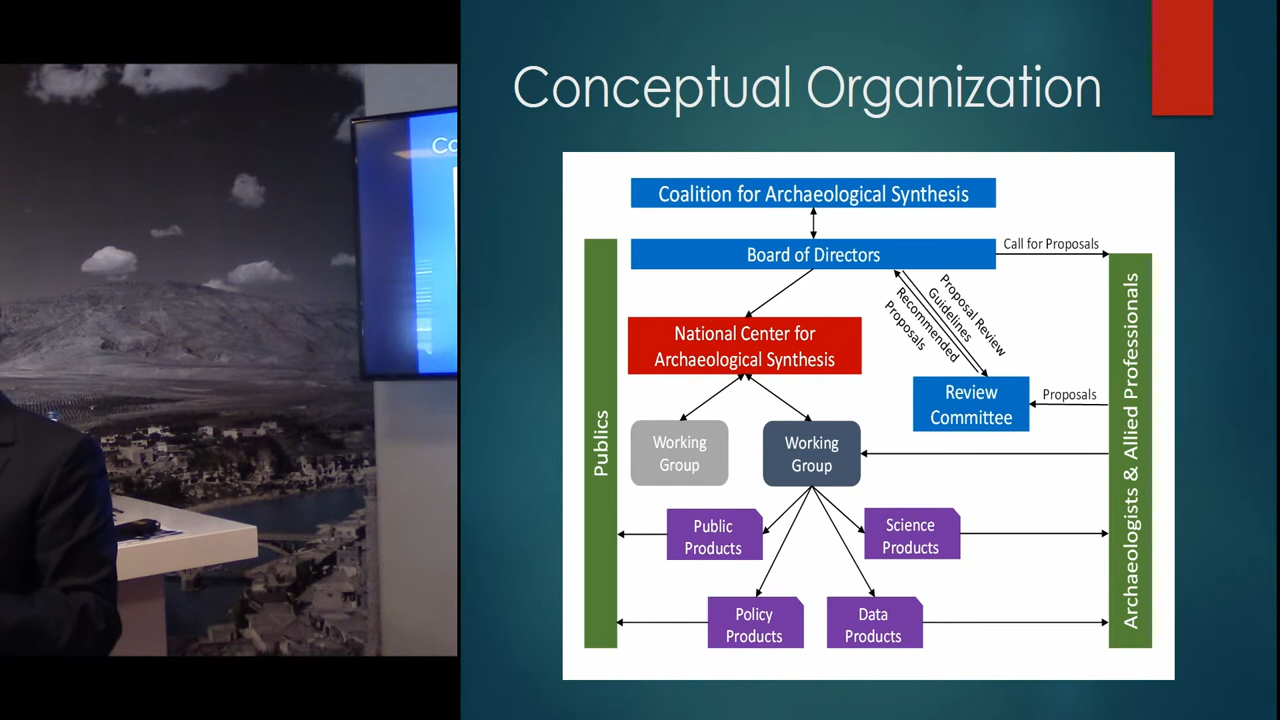 Co
Conceptual Organization
Coalition for Archaeological Synthesis
Board of Directors
Call for Proposals
Proposal Review
Guidelines
Recommended
Proposals
National Center for
Archaeological Synthesis
Review
Committee
Proposals
Publics
Archaeologists & Allied Professionals
Working
Group
Working
Group
Public
Products
Science
Products
Policy
Products
Data
Products